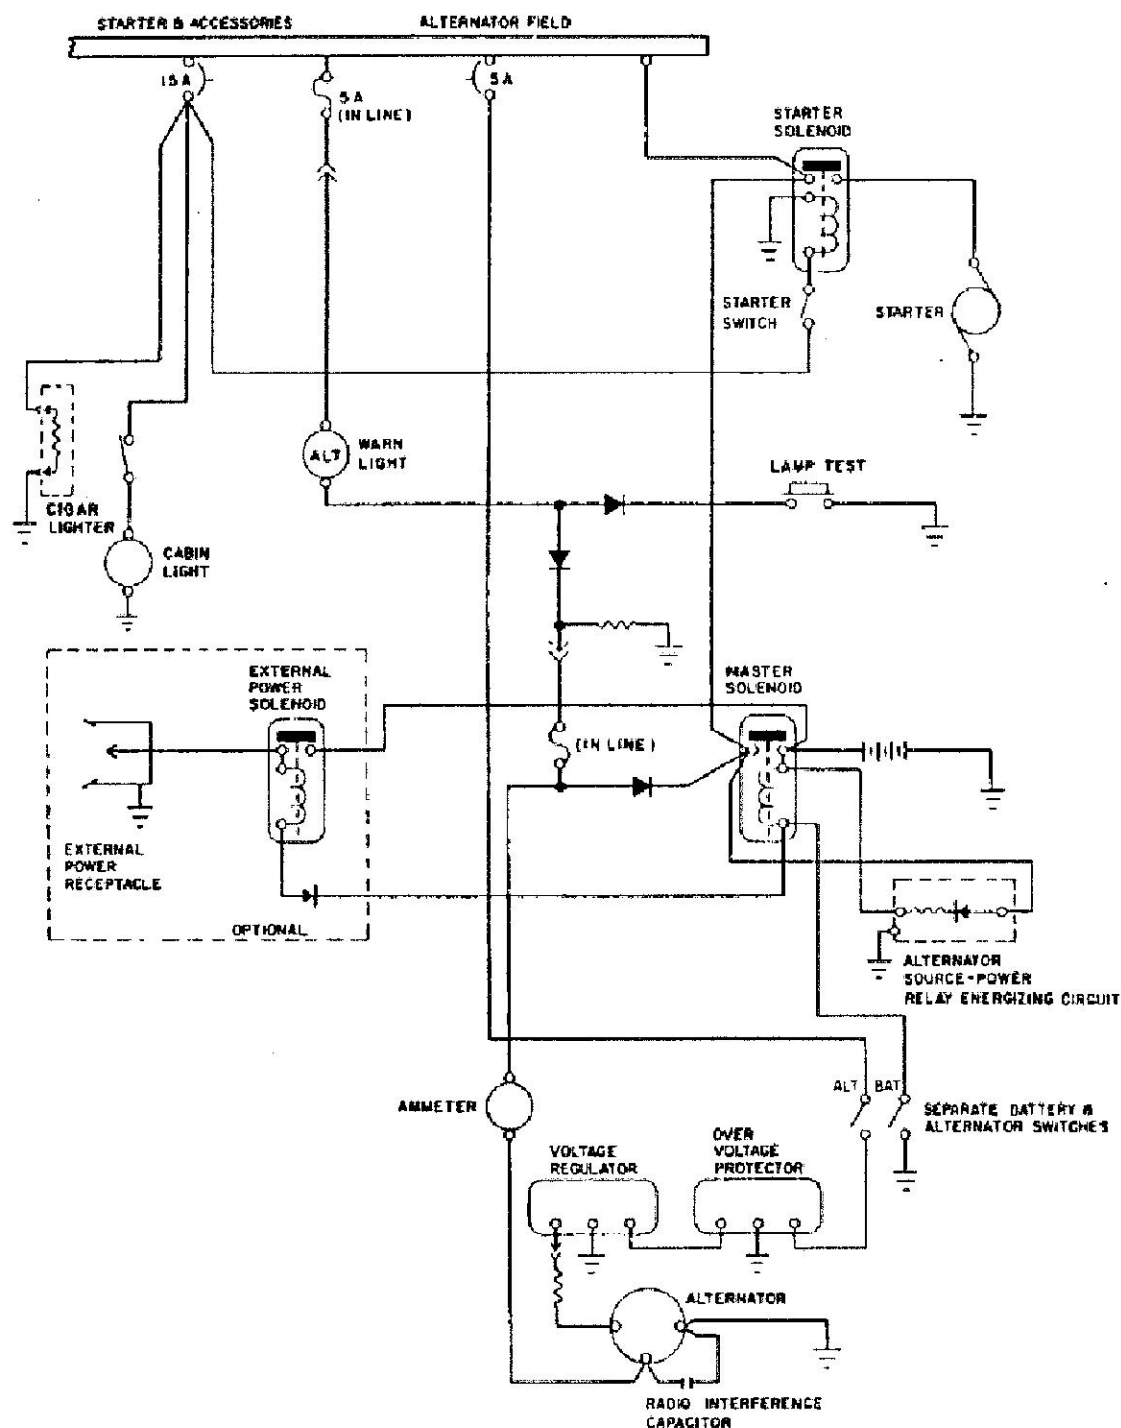 STARTER & ACCESSORIES
ALTERNATOR FIELD
15A
5A
(IN LINE)
5A
STARTER
SOLENOID
STARTER
SWITCH
STARTER
ALT
WARN
LIGHT
LAMP TEST
CIGAR
LIGHTER
CABIN
LIGHT
EXTERNAL
POWER
SOLENOID
MASTER
SOLENOID
(IN LINE)
EXTERNAL
POWER
RECEPTACLE
OPTIONAL
ALTERNATOR
SOURCE-POWER
RELAY ENERGIZING CIRCUIT
ALT
BAT
AMMETER
SEPARATE BATTERY &
ALTERNATOR SWITCHES
VOLTAGE
REGULATOR
OVER
VOLTAGE
PROTECTOR
ALTERNATOR
RADIO INTERFERENCE
CAPACITOR